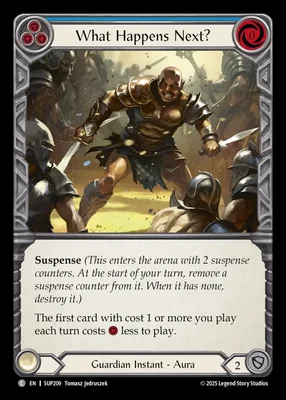 What Happens Next?
Suspense (This enters the arena with 2 suspense
counters. At the start of your turn, remove a
suspense counter from it. When it has none,
destroy it.)
The first card with cost 1 or more you play
each turn costs less to play.
Guardian Instant - Aura
2
C EN | SUP209 Tomasz Jedruszek
© 2025 Legend Story Studios